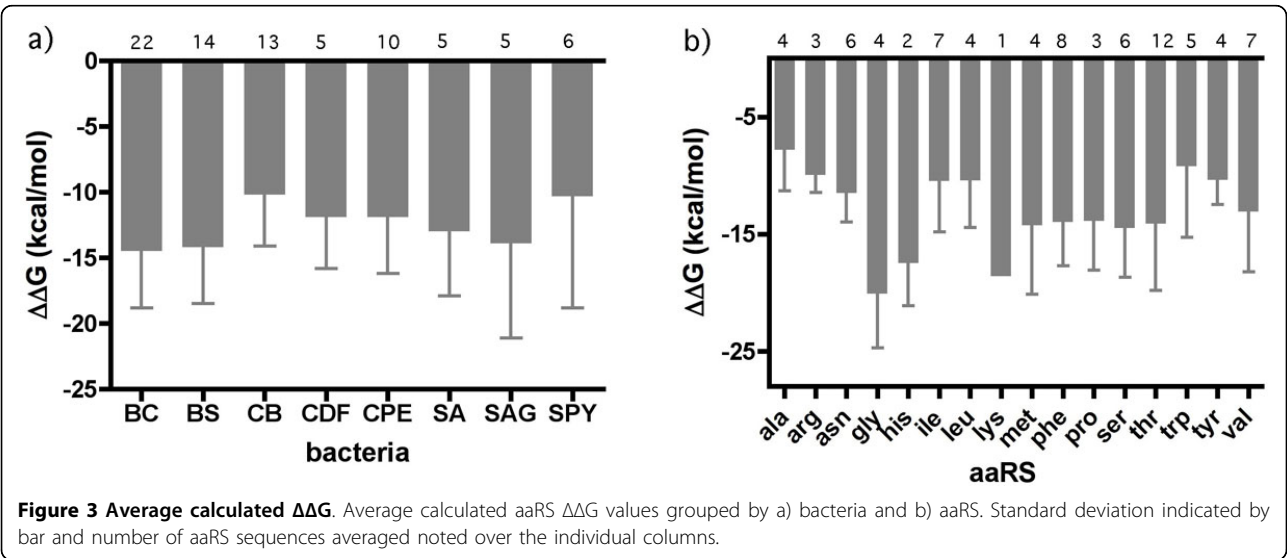 a)
22 14 13 5 10 5 5 6
0
-5
-10
-15
-20
-25
ΔΔG (kcal/mol)
BC BS CB CDF CPE SA SAG SPY
bacteria
b)
4 3 6 4 2 7 4 1 4 8 3 6 12 5 4 7
-5
-15
-25
ΔΔG (kcal/mol)
ala arg asn gly his ile leu lys met phe pro ser thr trp tyr val
aaRS
Figure 3 Average calculated ΔΔG. Average calculated aaRS ΔΔG values grouped by a) bacteria and b) aaRS. Standard deviation indicated by
bar and number of aaRS sequences averaged noted over the individual columns.